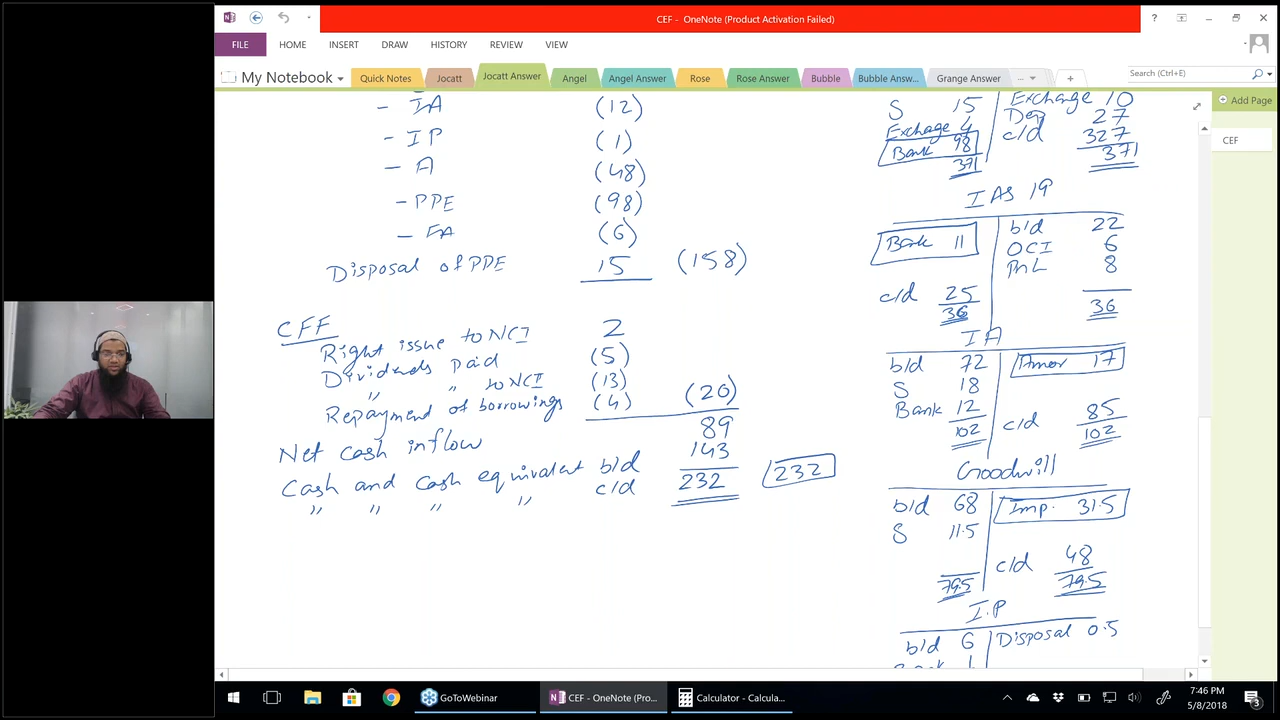 CEF - OneNote (Product Activation Failed)
FILE HOME INSERT DRAW HISTORY REVIEW VIEW
My Notebook Quick Notes Jocatt Jocatt Answer Angel Angel Answer Rose Rose Answer Bubble Bubble Answ... Grange Answer ... + Search (Ctrl+E)
Add Page
CEF
- IA (12)
- IP (1)
- A (48)
- PPE (98)
- FA (6)
Disposal of PPE 15 (158)
CFF
Right issue to NCI 2
Dividends paid (5)
" " to NCI (13)
Repayment of borrowings (4) (20)
Net cash inflow 89
Cash and cash equivalent b/d 143
" " " " c/d 232 232
S 15 Exchange 10
Exchage 4 Dep 27
Bank 98 c/d 327
371 371
IAS 19
Bank 11 b/d 22
OCI 6
PnL 8
c/d 25
36 36
IA
b/d 72 Amor 17
S 18
Bank 12 c/d 85
102 102
Goodwill
b/d 68 Imp. 31.5
S 11.5
c/d 48
79.5 79.5
I.P
b/d 6 Disposal 0.5
Bank 1
GoToWebinar CEF - OneNote (Pro... Calculator - Calcula...
7:46 PM
5/8/2018
3